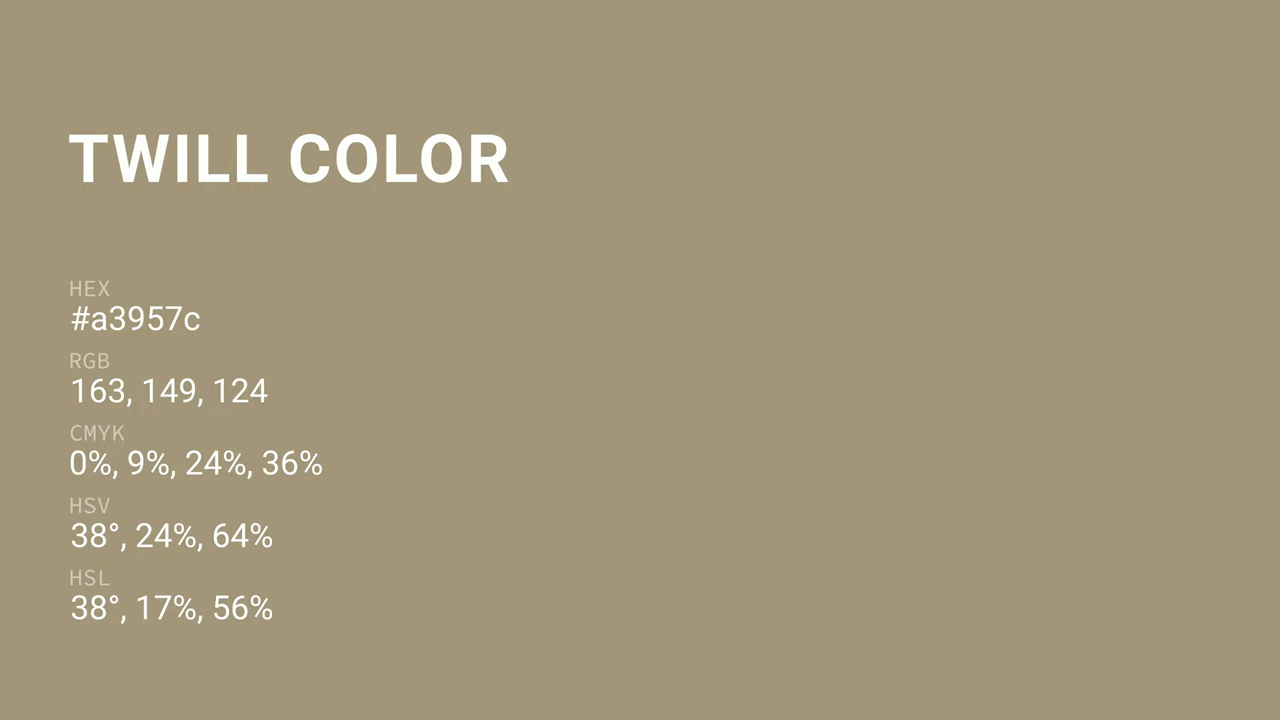 TWILL COLOR
HEX
#a3957c
RGB
163, 149, 124
CMYK
0%, 9%, 24%, 36%
HSV
38°, 24%, 64%
HSL
38°, 17%, 56%